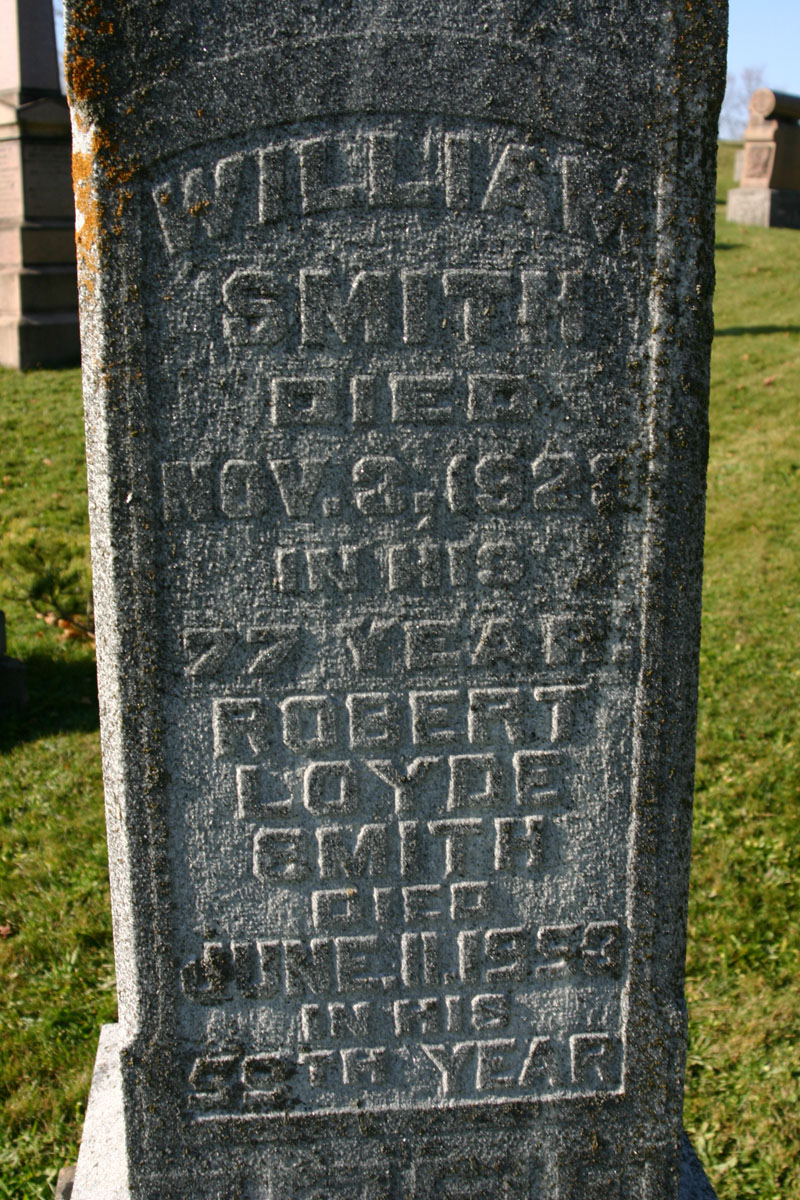 WILLIAM
SMITH
DIED
NOV. 3, 1923
IN HIS
77 YEAR
ROBERT
LOYDE
SMITH
DIED
JUNE. 11. 1953
IN HIS
59TH YEAR